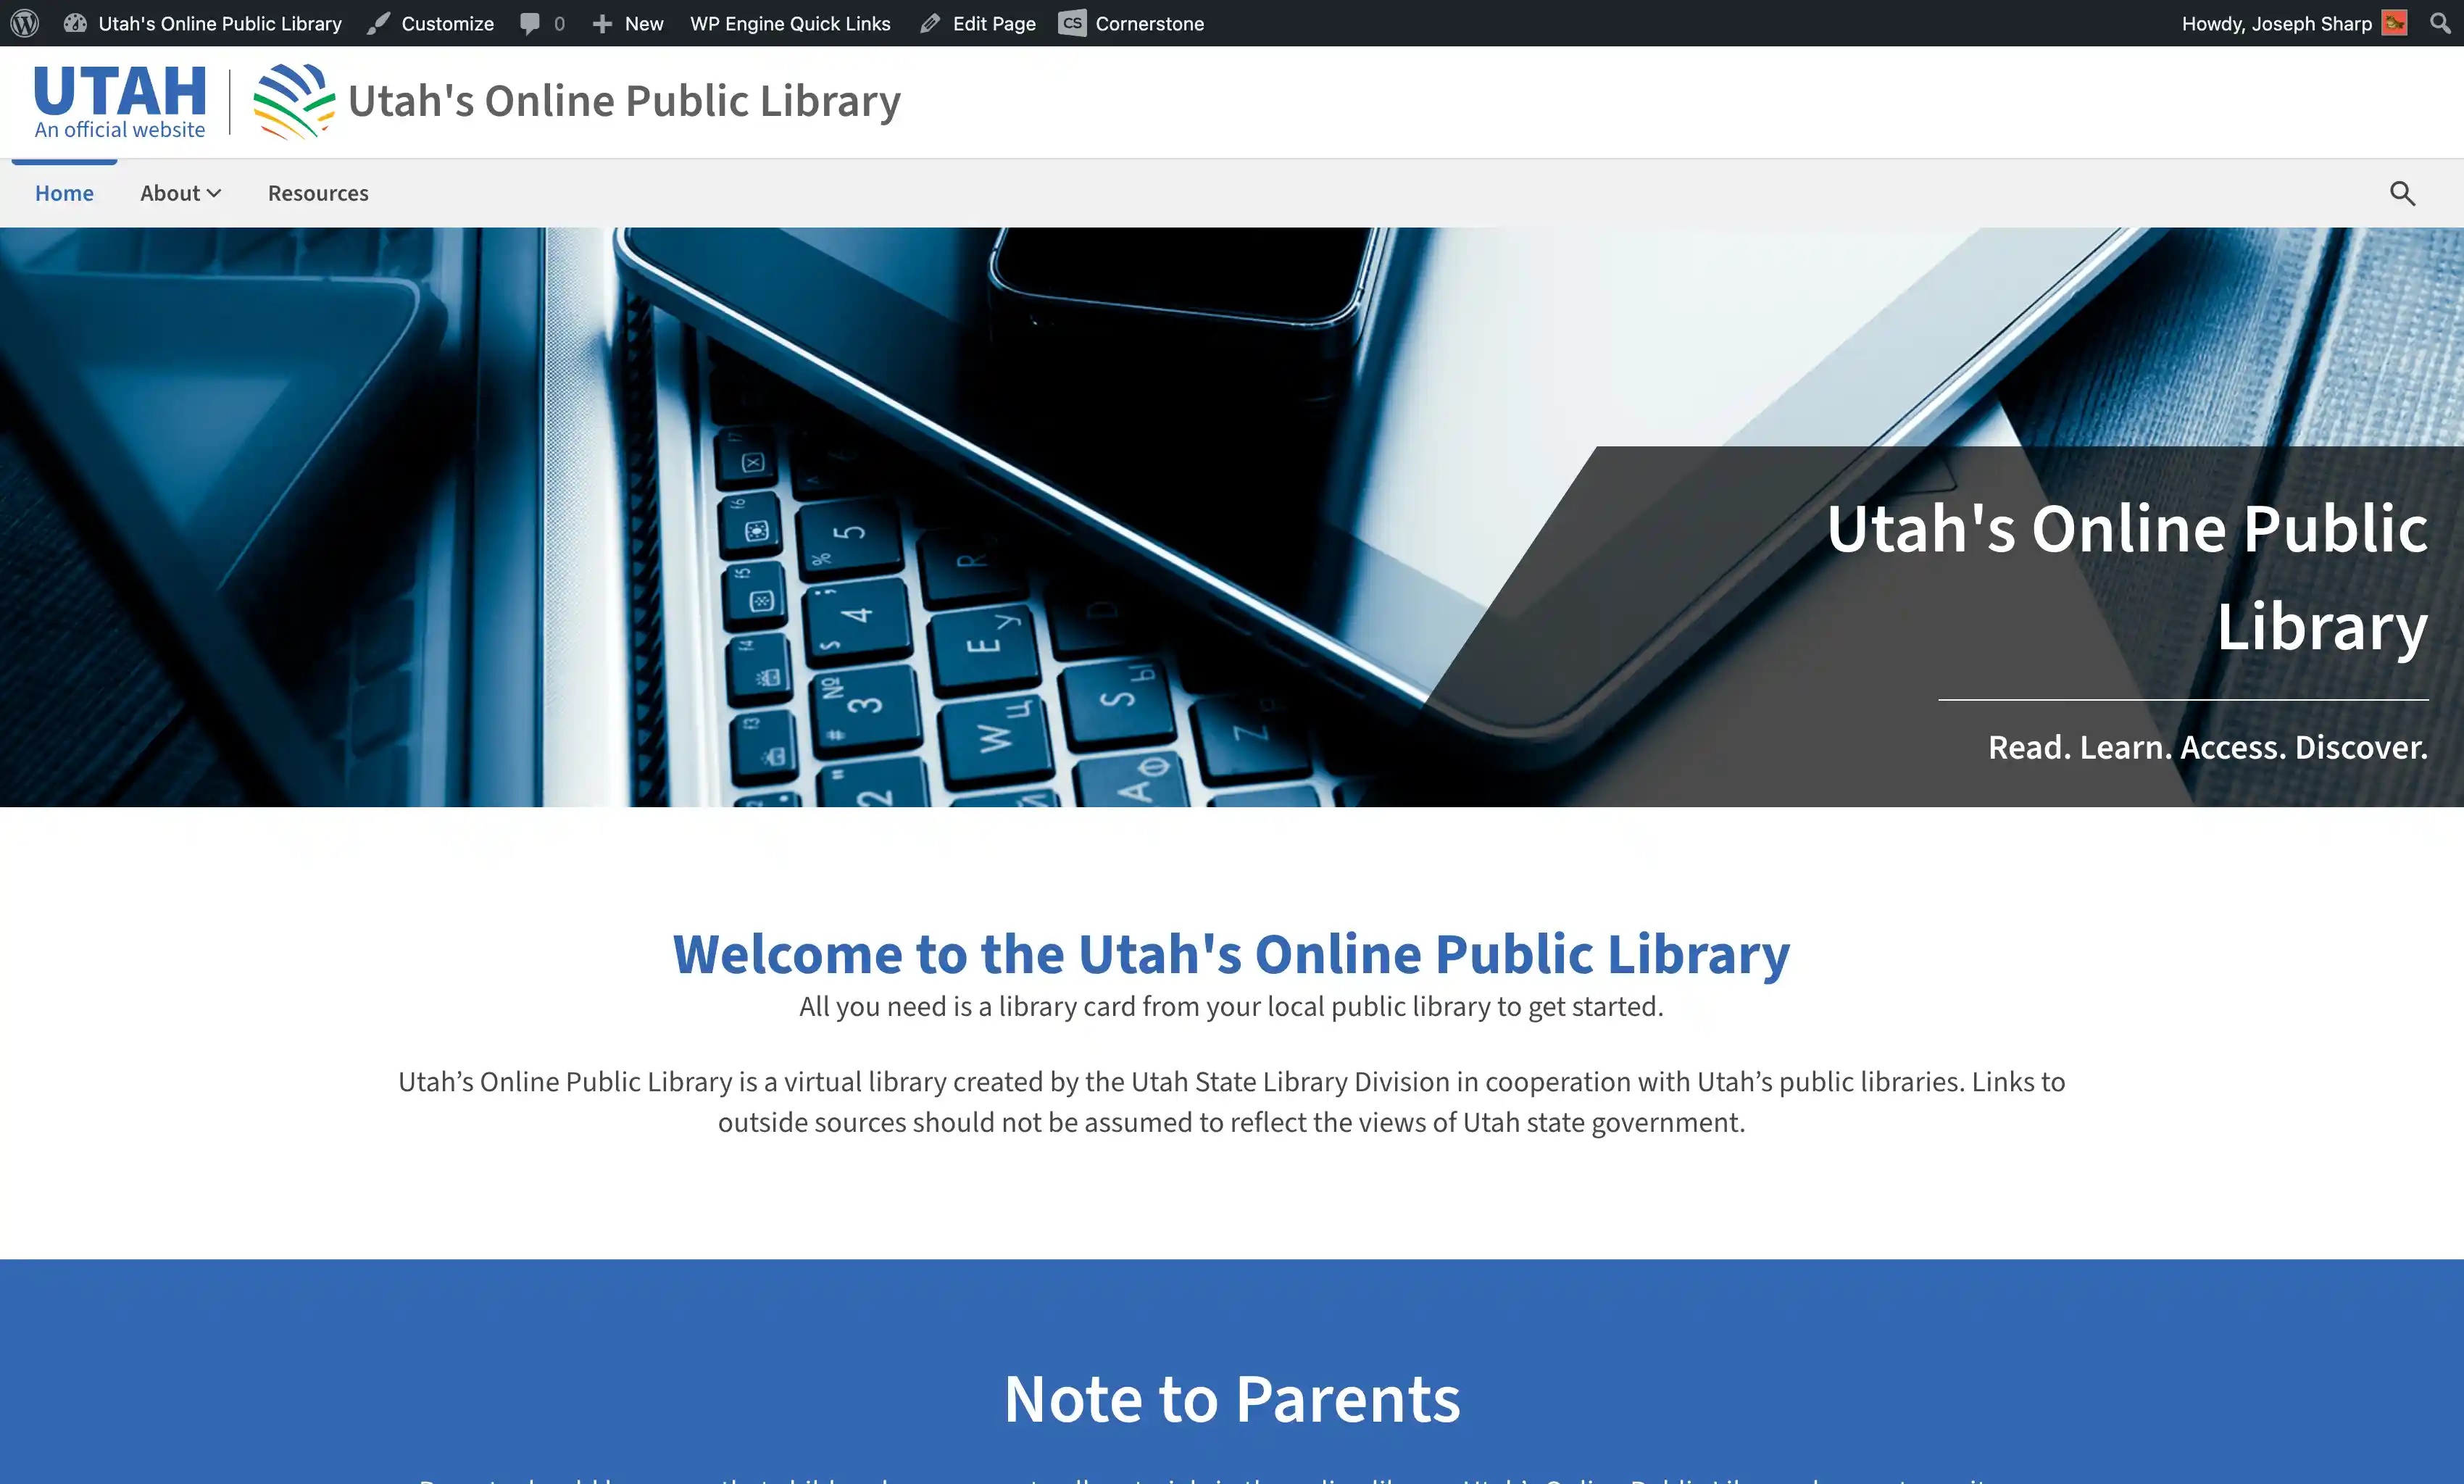 Utah's Online Public Library
Customize
0
New
WP Engine Quick Links
Edit Page
CS
Cornerstone
Howdy, Joseph Sharp
UTAH
An official website
Utah's Online Public Library
Home
About
Resources
Utah's Online Public
Library
Read. Learn. Access. Discover.
Welcome to the Utah's Online Public Library
All you need is a library card from your local public library to get started.
Utah’s Online Public Library is a virtual library created by the Utah State Library Division in cooperation with Utah’s public libraries. Links to
outside sources should not be assumed to reflect the views of Utah state government.
Note to Parents